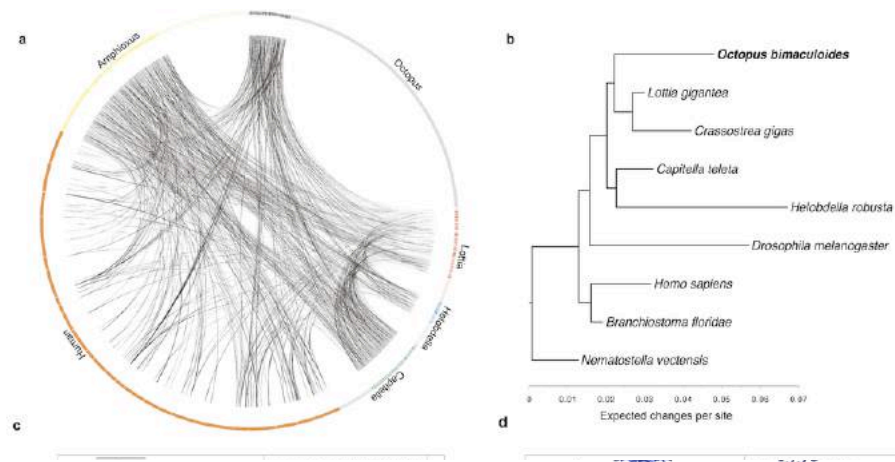 a
Amphioxus
Octopus
Lottia
Helobdella
Capitella
Human
b
Octopus bimaculoides
Lottia gigantea
Crassostrea gigas
Capitella teleta
Helobdella robusta
Drosophila melanogaster
Homo sapiens
Branchiostoma floridae
Nematostella vectensis
0 0.01 0.02 0.03 0.04 0.05 0.06 0.07
Expected changes per site
c
d